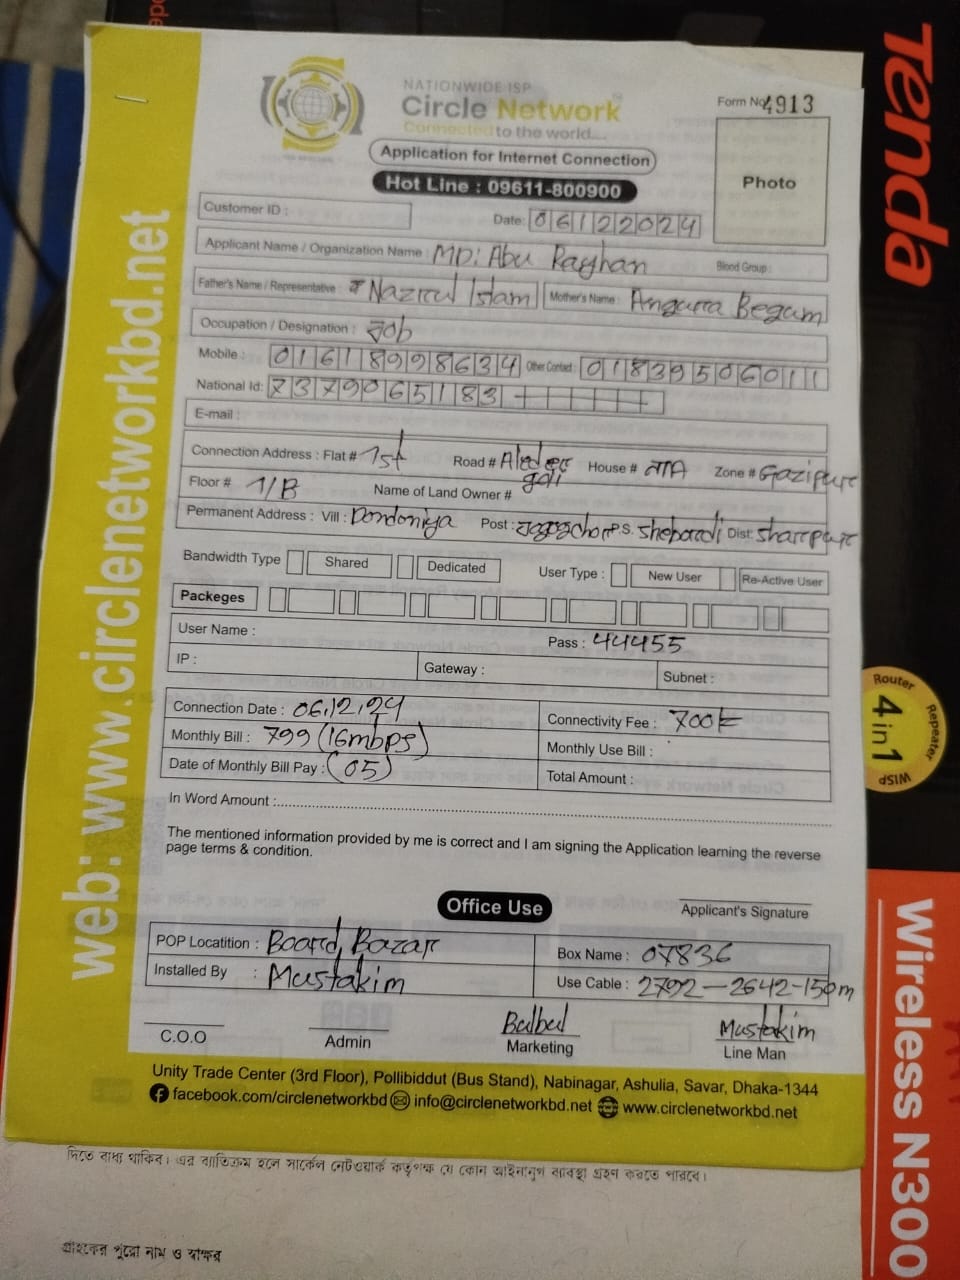 NATIONWIDE ISP
Circle Network
Connected to the world...
Form No 4913
Application for Internet Connection
Hot Line : 09611-800900
Photo
Customer ID :
Date: 06122024
Applicant Name / Organization Name : MD: Abu Rayhan
Blood Group :
Father's Name / Representative : Nazrul Islam Mother's Name : Angura Begum
Occupation / Designation : Job
Mobile : 01618998634 Other Contact : 01839506011
National Id: 7379065183
E-mail :
Connection Address : Flat # 1st Road # House # Zone # Gazipur
Floor # 1/B Name of Land Owner #
Permanent Address : Vill : Dondoniya Post : P.S. Dist:
Bandwidth Type Shared Dedicated User Type : New User Re-Active User
Packeges
User Name : Pass : 44455
IP : Gateway : Subnet :
Connection Date : 06.12.24 Connectivity Fee : 700
Monthly Bill : 799 (16mbps) Monthly Use Bill :
Date of Monthly Bill Pay : (05) Total Amount :
In Word Amount :
The mentioned information provided by me is correct and I am signing the Application learning the reverse
page terms & condition.
Office Use
Applicant's Signature
POP Locatition : Board Bazar Box Name : 07836
Installed By : Mustakim Use Cable : 2792-2642-150m
Bulbul
Mustakim
C.O.O Admin Marketing Line Man
Unity Trade Center (3rd Floor), Pollibiddut (Bus Stand), Nabinagar, Ashulia, Savar, Dhaka-1344
facebook.com/circlenetworkbd info@circlenetworkbd.net www.circlenetworkbd.net
web: www.circlenetworkbd.net
দিতে বাধ্য থাকিব। এর ব্যতিক্রম হলে সার্কেল নেটওয়ার্ক কর্তৃপক্ষ যে কোন আইনানুগ ব্যবস্থা গ্রহণ করতে পারবে।
গ্রাহকের পুরো নাম ও স্বাক্ষর
Tenda
Router
4 in 1
Repeater
WISP
Wireless N300